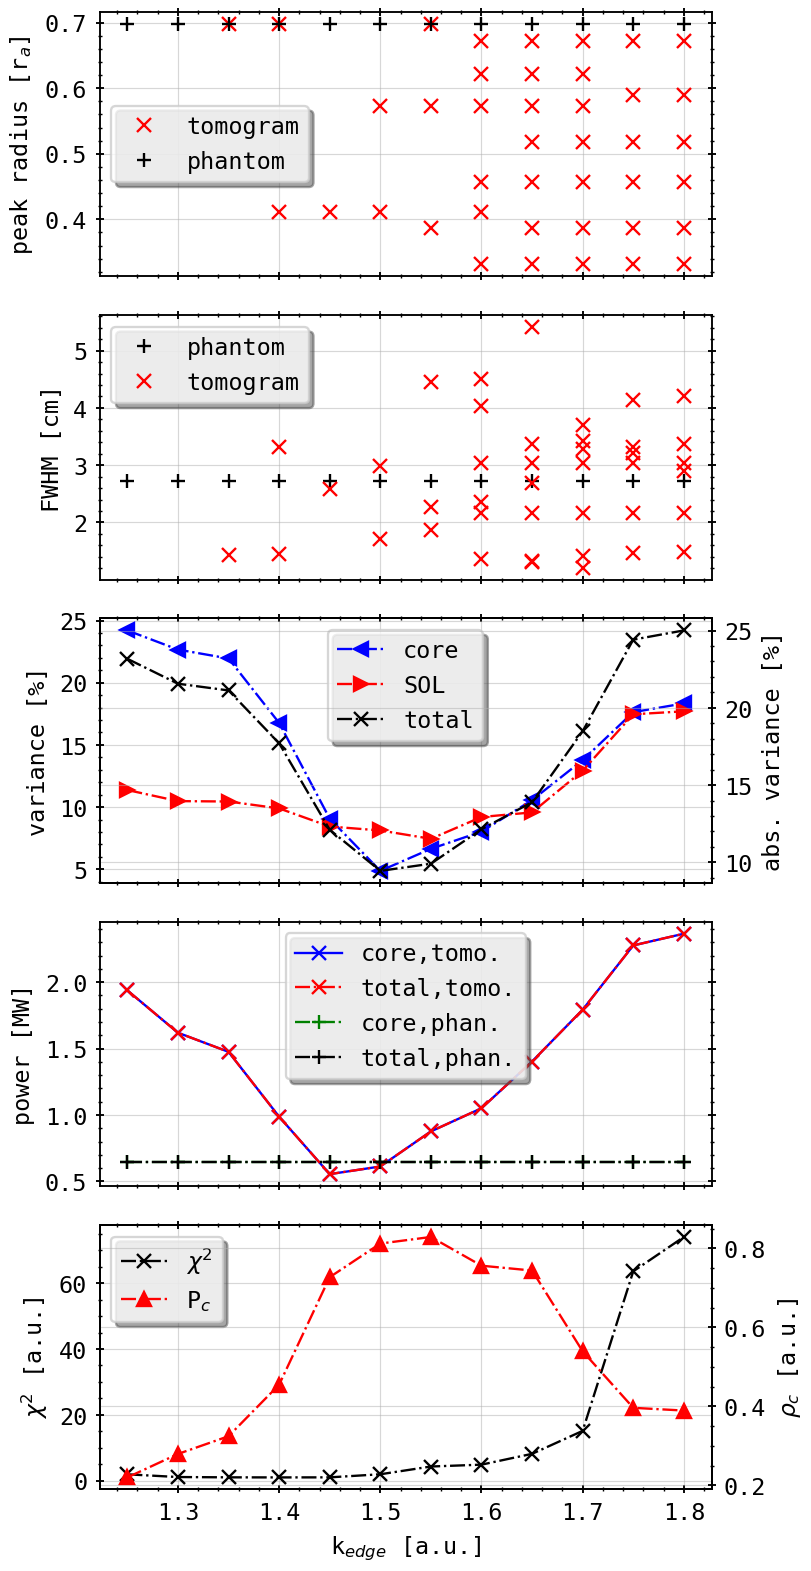 0.7
0.6
0.5
0.4
peak radius [r_a]
tomogram
phantom
5
4
3
2
FWHM [cm]
phantom
tomogram
25
20
15
10
5
variance [%]
core
SOL
total
25
20
15
10
abs. variance [%]
2.0
1.5
1.0
0.5
power [MW]
core,tomo.
total,tomo.
core,phan.
total,phan.
60
40
20
0
χ² [a.u.]
χ²
P_c
0.8
0.6
0.4
0.2
ρ_c [a.u.]
1.3 1.4 1.5 1.6 1.7 1.8
k_edge [a.u.]